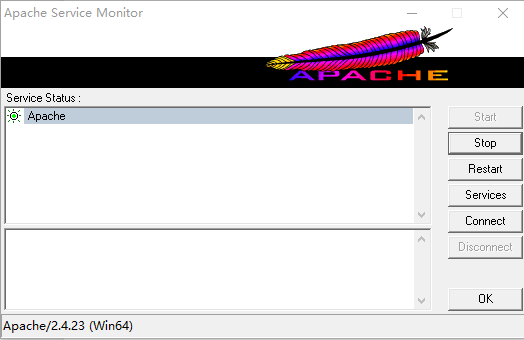 Apache Service Monitor
APACHE
Service Status :
Apache
Start
Stop
Restart
Services
Connect
Disconnect
OK
Apache/2.4.23 (Win64)